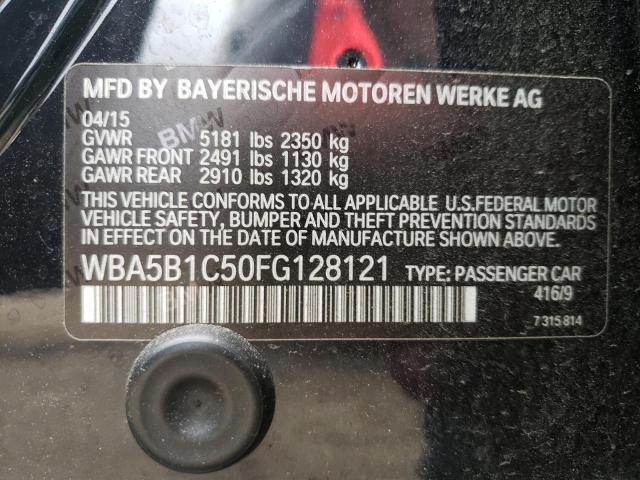 MFD BY BAYERISCHE MOTOREN WERKE AG
04/15
GVWR 5181 lbs 2350 kg
GAWR FRONT 2491 lbs 1130 kg
GAWR REAR 2910 lbs 1320 kg
THIS VEHICLE CONFORMS TO ALL APPLICABLE U.S.FEDERAL MOTOR
VEHICLE SAFETY, BUMPER AND THEFT PREVENTION STANDARDS
IN EFFECT ON THE DATE OF MANUFACTURE SHOWN ABOVE.
WBA5B1C50FG128121 TYPE: PASSENGER CAR
416/9
7 315 814
BMW